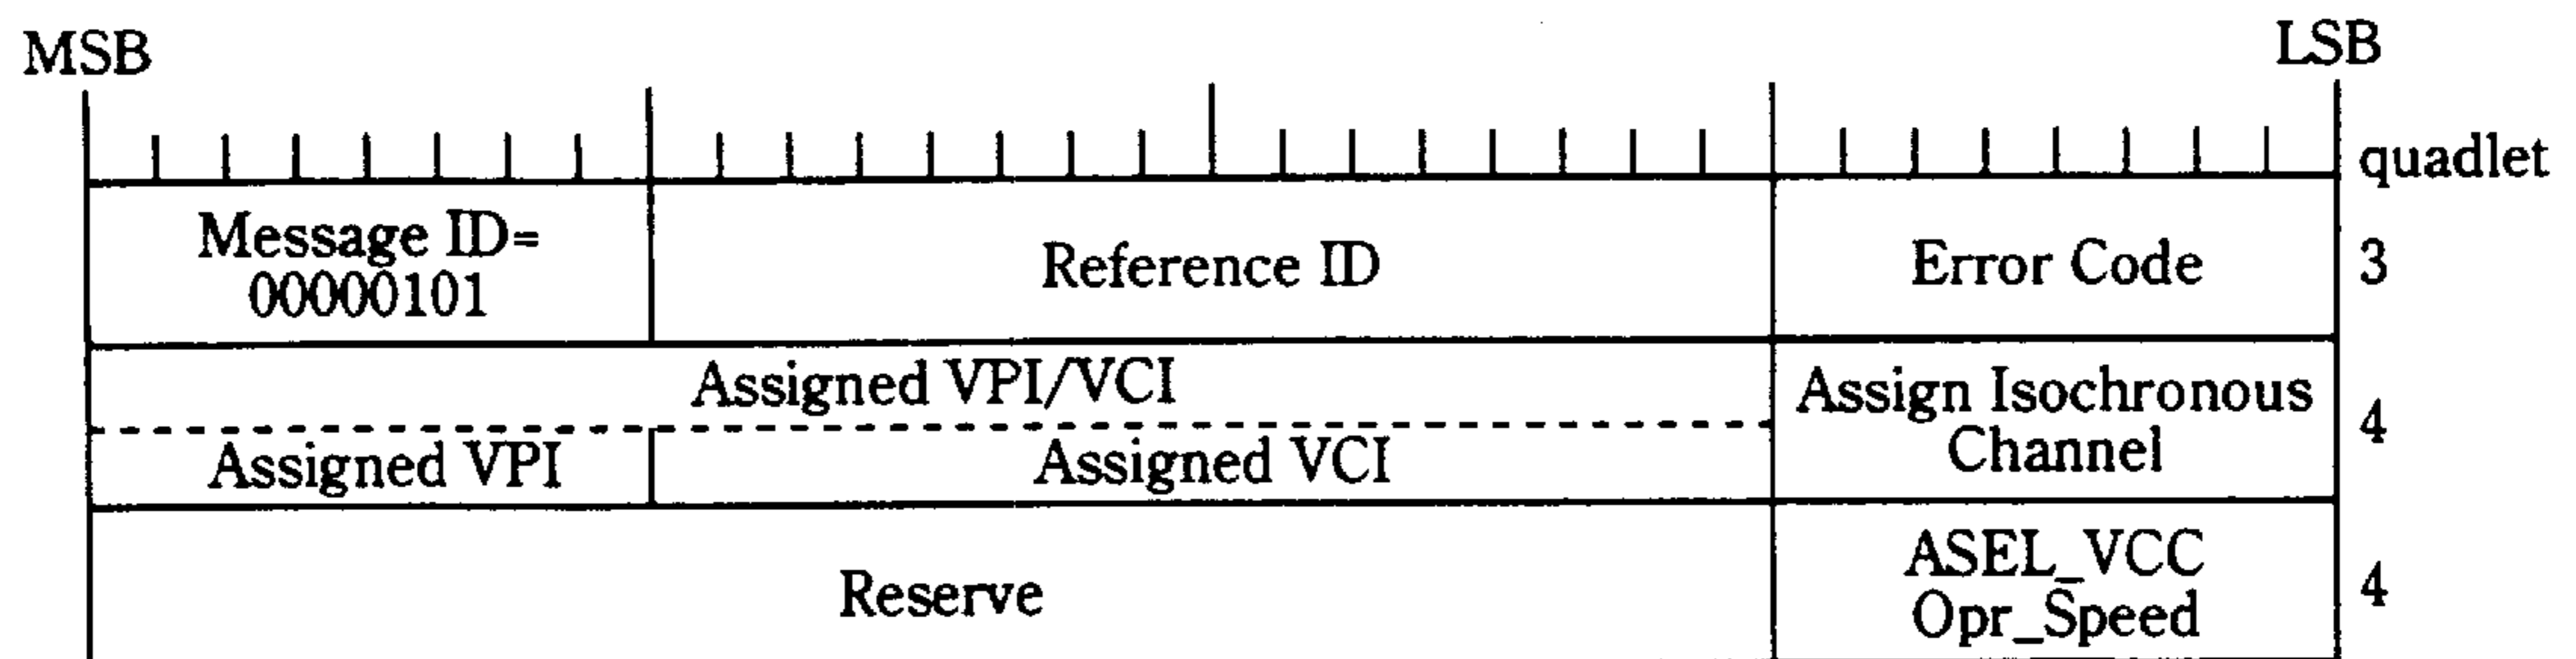 MSB
LSB
quadlet
Message ID=
00000101
Reference ID
Error Code
3
Assigned VPI/VCI
Assigned VPI
Assigned VCI
Assign Isochronous
Channel
4
Reserve
ASEL_VCC
Opr_Speed
4